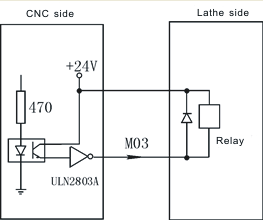 CNC side
Lathe side
+24V
470
M03
Relay
ULN2803A